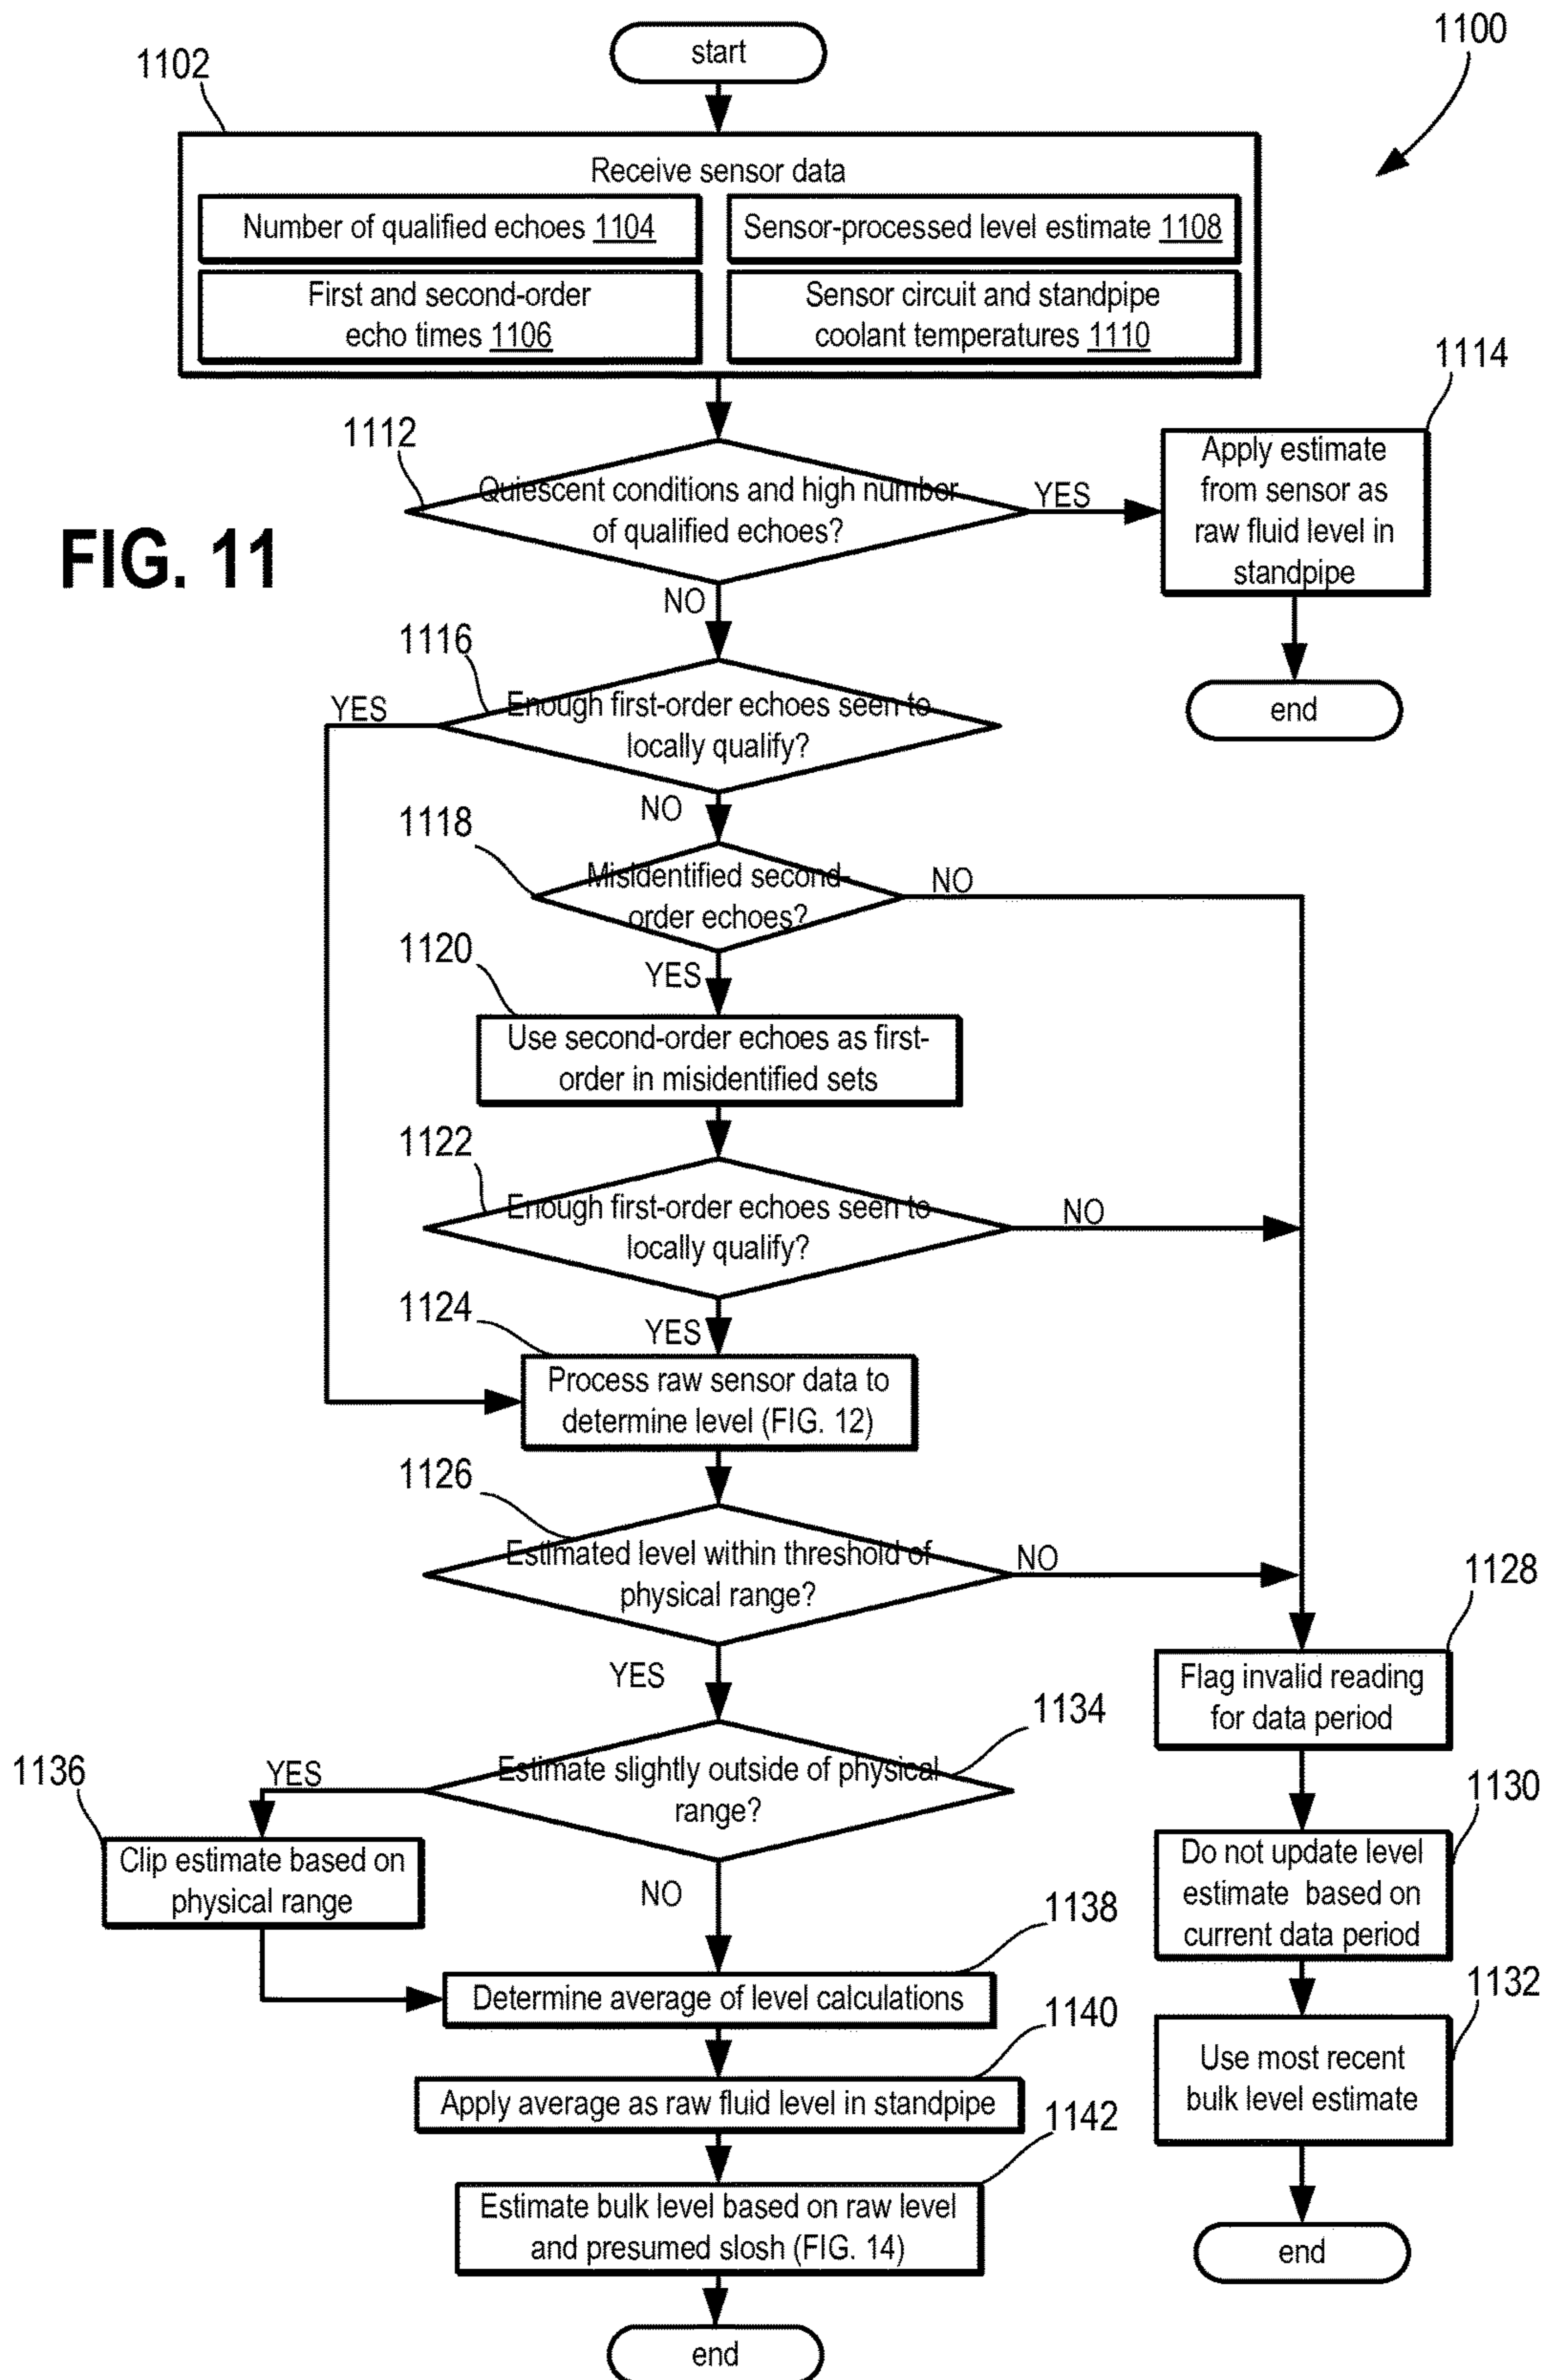 start
1100
1102
Receive sensor data
Number of qualified echoes 1104
Sensor-processed level estimate 1108
First and second-order
echo times 1106
Sensor circuit and standpipe
coolant temperatures 1110
1114
1112
Quiescent conditions and high number
of qualified echoes?
YES
Apply estimate
from sensor as
raw fluid level in
standpipe
FIG. 11
NO
1116
Enough first-order echoes seen to
locally qualify?
YES
end
NO
1118
Misidentified second-
order echoes?
NO
1120
YES
Use second-order echoes as first-
order in misidentified sets
1122
Enough first-order echoes seen to
locally qualify?
NO
1124
YES
Process raw sensor data to
determine level (FIG. 12)
1126
Estimated level within threshold of
physical range?
NO
1128
YES
Flag invalid reading
for data period
1134
Estimate slightly outside of physical
range?
1136
YES
1130
Clip estimate based on
physical range
Do not update level
estimate based on
current data period
NO
1138
Determine average of level calculations
1132
1140
Apply average as raw fluid level in standpipe
Use most recent
bulk level estimate
1142
Estimate bulk level based on raw level
and presumed slosh (FIG. 14)
end
end